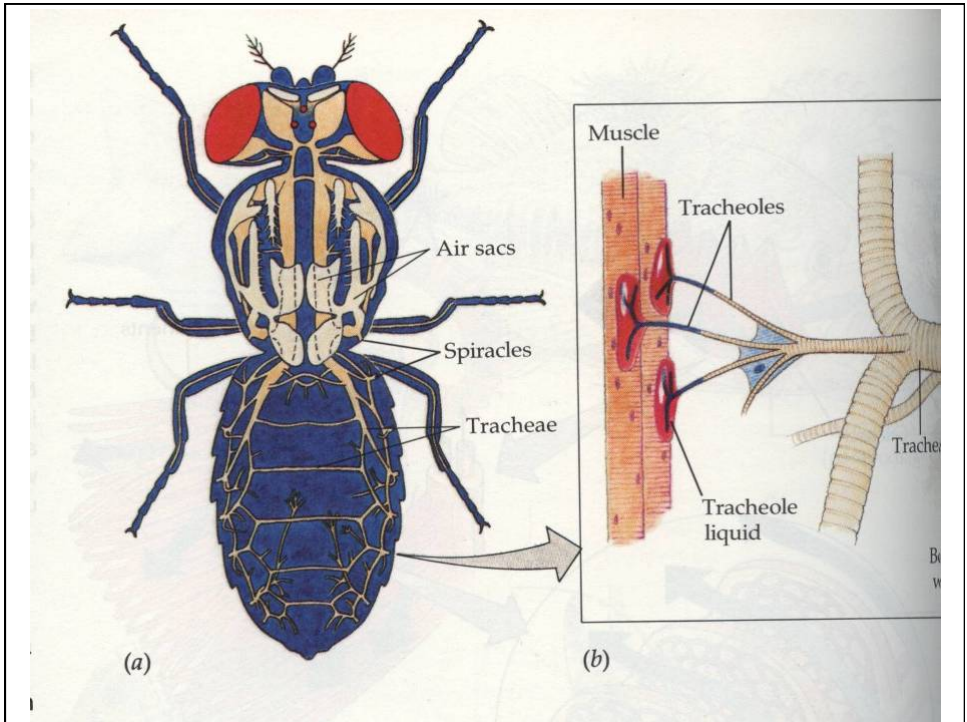 Muscle
Tracheoles
Air sacs
Spiracles
Tracheae
Tracheole
liquid
(a)
(b)